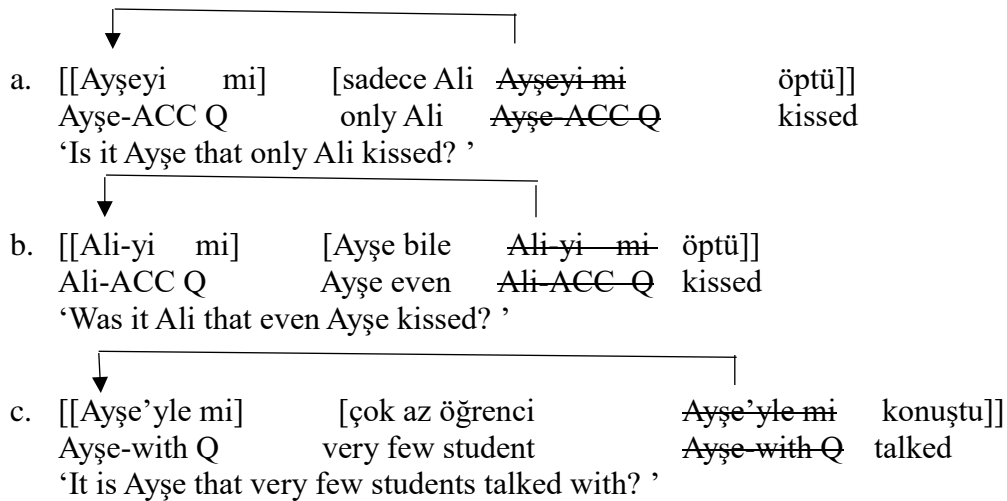 a. [[Ayşeyi mi] [sadece Ali Ayşeyi mi öptü]]
Ayşe-ACC Q only Ali Ayşe-ACC Q kissed
‘Is it Ayşe that only Ali kissed? ’
b. [[Ali-yi mi] [Ayşe bile Ali-yi mi öptü]]
Ali-ACC Q Ayşe even Ali-ACC Q kissed
‘Was it Ali that even Ayşe kissed? ’
c. [[Ayşe’yle mi] [çok az öğrenci Ayşe’yle mi konuştu]]
Ayşe-with Q very few student Ayşe-with Q talked
‘It is Ayşe that very few students talked with? ’